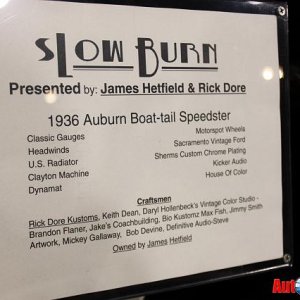 SLOW BURN
Presented by: James Hetfield & Rick Dore
1936 Auburn Boat-tail Speedster
Classic Gauges
Headwinds
U.S. Radiator
Clayton Machine
Dynamat
Motorspot Wheels
Sacramento Vintage Ford
Sherms Custom Chrome Plating
Kicker Audio
House Of Color
Craftsmen
Rick Dore Kustoms, Keith Dean, Daryl Hollenbeck's Vintage Color Studio -
Brandon Flaner, Jake's Coachbuilding, Bio Kustomz Max Fish, Jimmy Smith
Artwork, Mickey Gallaway, Bob Devine, Definitive Audio-Steve
Owned by James Hetfield